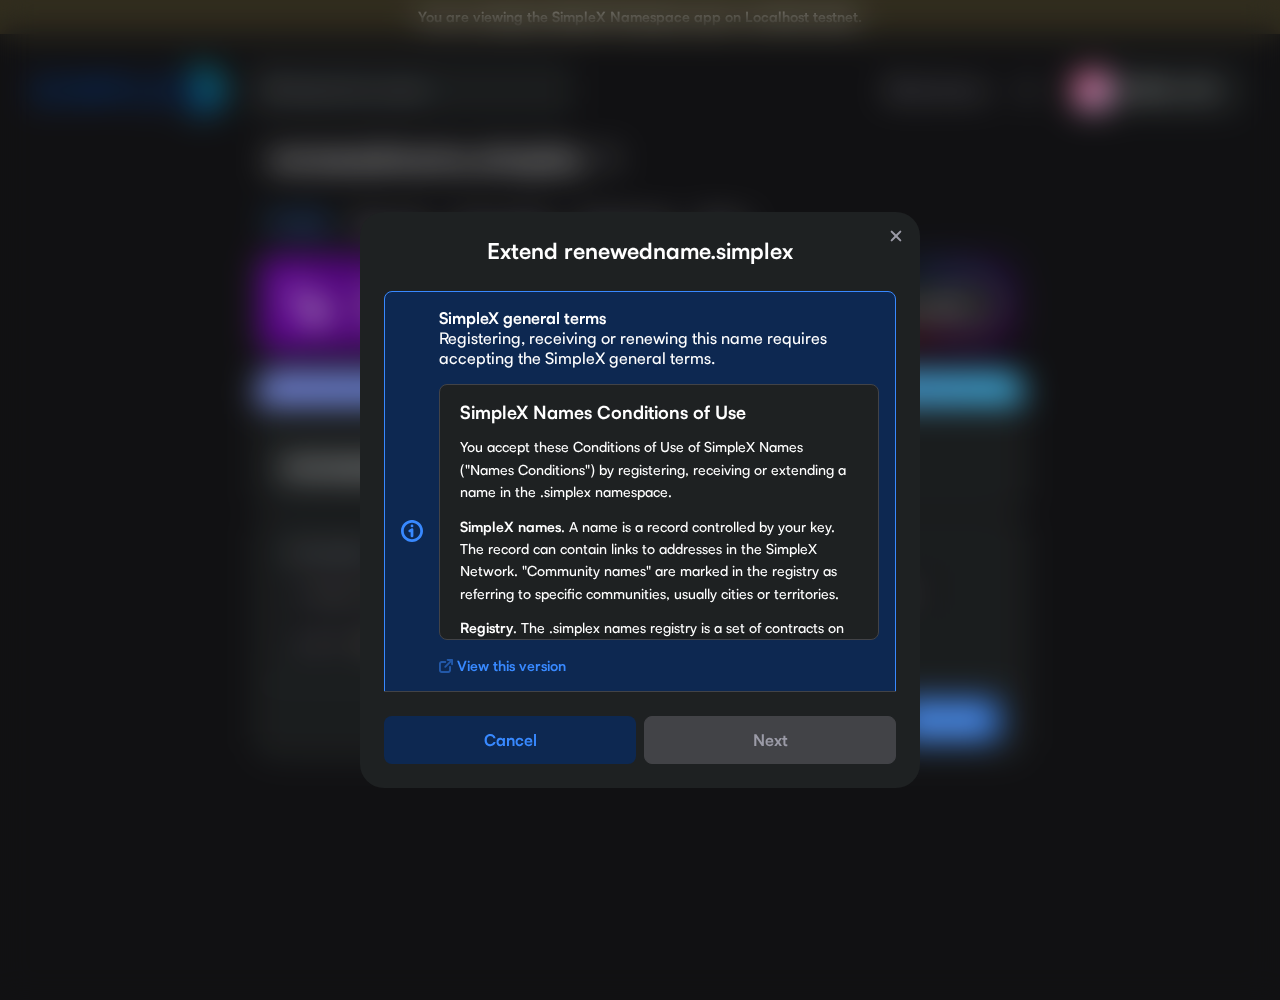 You are viewing the SimpleX Namespace app on Localhost testnet.
Extend renewedname.simplex
SimpleX general terms
Registering, receiving or renewing this name requires
accepting the SimpleX general terms.
SimpleX Names Conditions of Use
You accept these Conditions of Use of SimpleX Names
("Names Conditions") by registering, receiving or extending a
name in the .simplex namespace.
SimpleX names. A name is a record controlled by your key.
The record can contain links to addresses in the SimpleX
Network. "Community names" are marked in the registry as
referring to specific communities, usually cities or territories.
Registry. The .simplex names registry is a set of contracts on
View this version
Cancel
Next